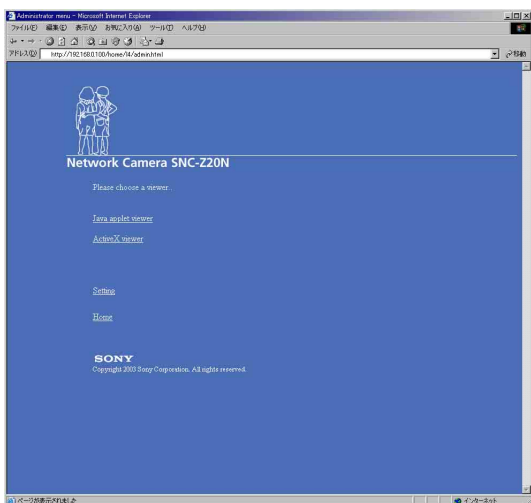 Administrator menu - Microsoft Internet Explorer
ファイル(F) 編集(E) 表示(V) お気に入り(A) ツール(T) ヘルプ(H)
アドレス(D) http://192.168.0.100/home/l4/admin.html 移動
Network Camera SNC-Z20N
Please choose a viewer..
Java applet viewer
ActiveX viewer
Setting
Home
SONY
Copyright 2003 Sony Corporation. All rights reserved.
ページが表示されました インターネット